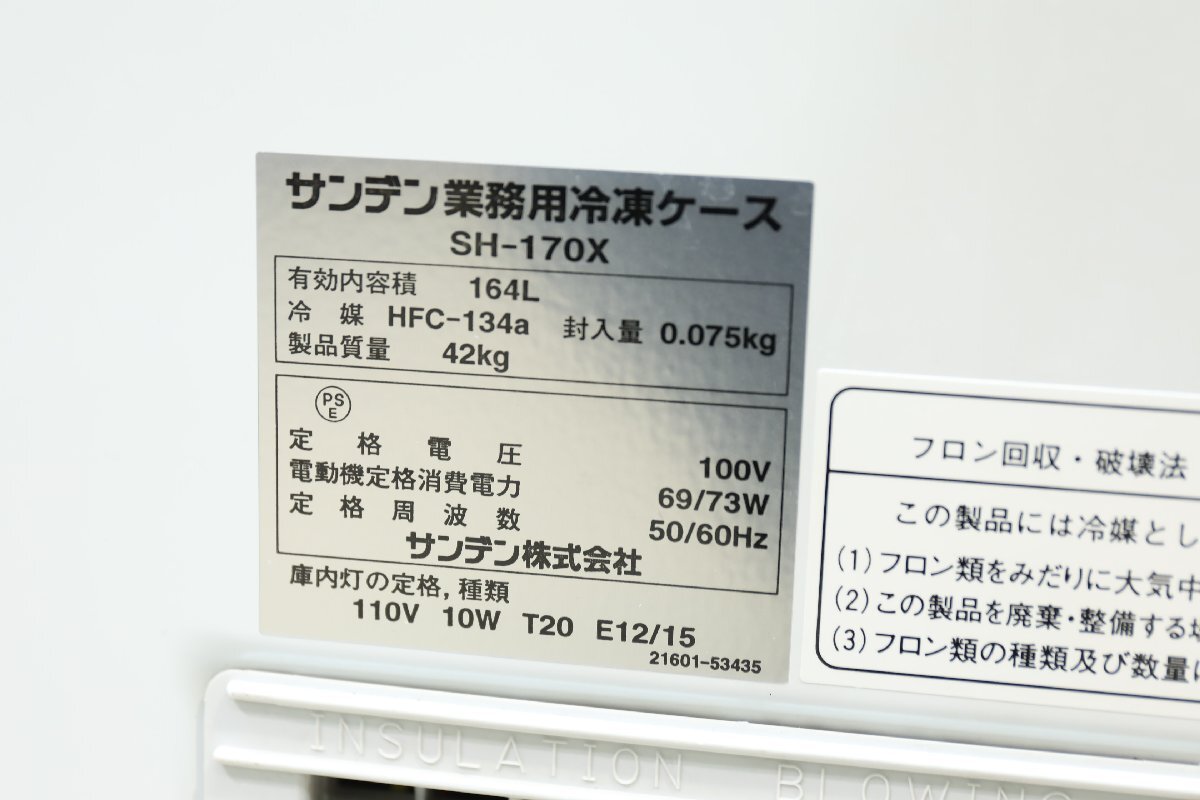 サンデン業務用冷凍ケース
SH-170X
有効内容積 164L
冷 媒 HFC-134a 封入量 0.075kg
製品質量 42kg
PS
E
定格電圧 100V
電動機定格消費電力 69/73W
定格周波数 50/60Hz
サンデン株式会社
庫内灯の定格,種類
110V 10W T20 E12/15
21601-53435
フロン回収・破壊法
この製品には冷媒とし
(1)フロン類をみだりに大気中
(2)この製品を廃棄・整備する
(3)フロン類の種類及び数量
INSULATION BLOWING